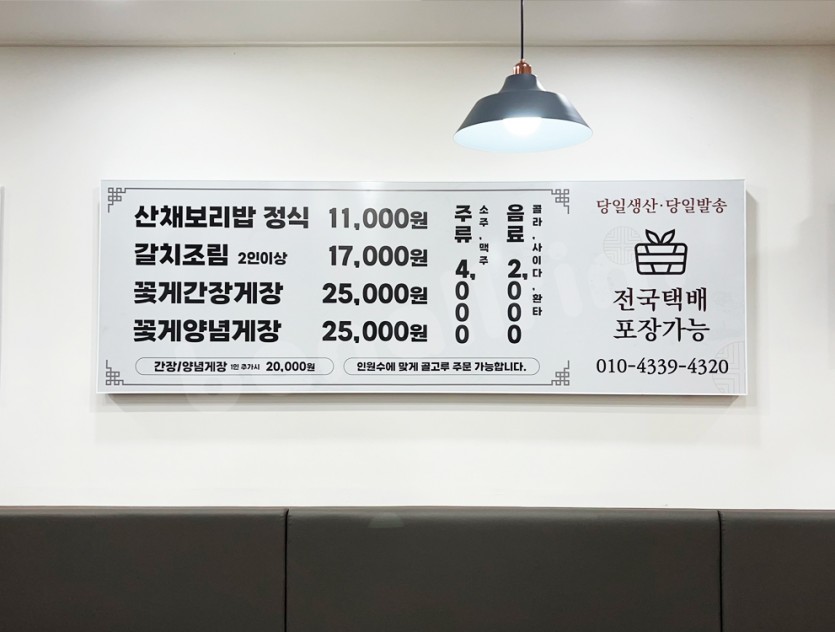 산채보리밥 정식 11,000원
갈치조림 2인이상 17,000원
꽃게간장게장 25,000원
꽃게양념게장 25,000원
간장/양념게장 1인 추가시 20,000원
인원수에 맞게 골고루 주문 가능합니다.
주류 4,000
소주, 맥주
음료 2,000
콜라, 사이다, 환타
당일생산·당일발송
전국택배
포장가능
010-4339-4320